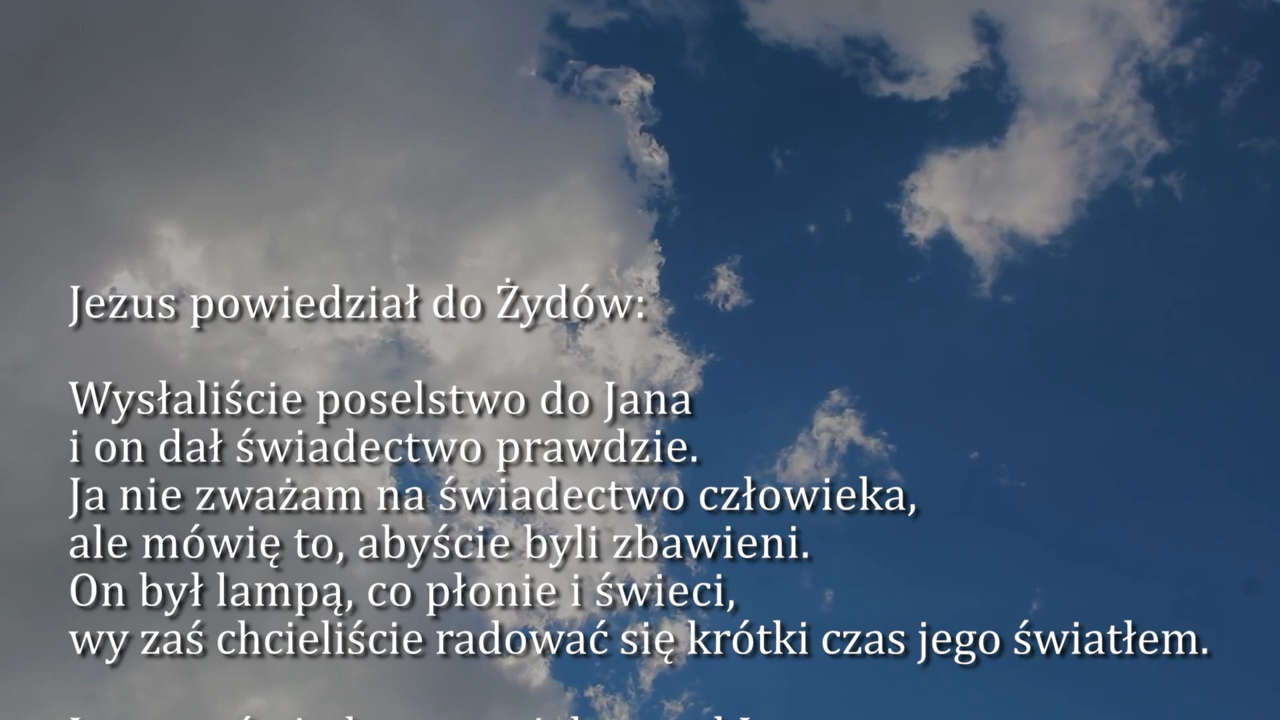 Jezus powiedział do Żydów:
Wysłaliście poselstwo do Jana
i on dał świadectwo prawdzie.
Ja nie zważam na świadectwo człowieka,
ale mówię to, abyście byli zbawieni.
On był lampą, co płonie i świeci,
wy zaś chcieliście radować się krótki czas jego światłem.